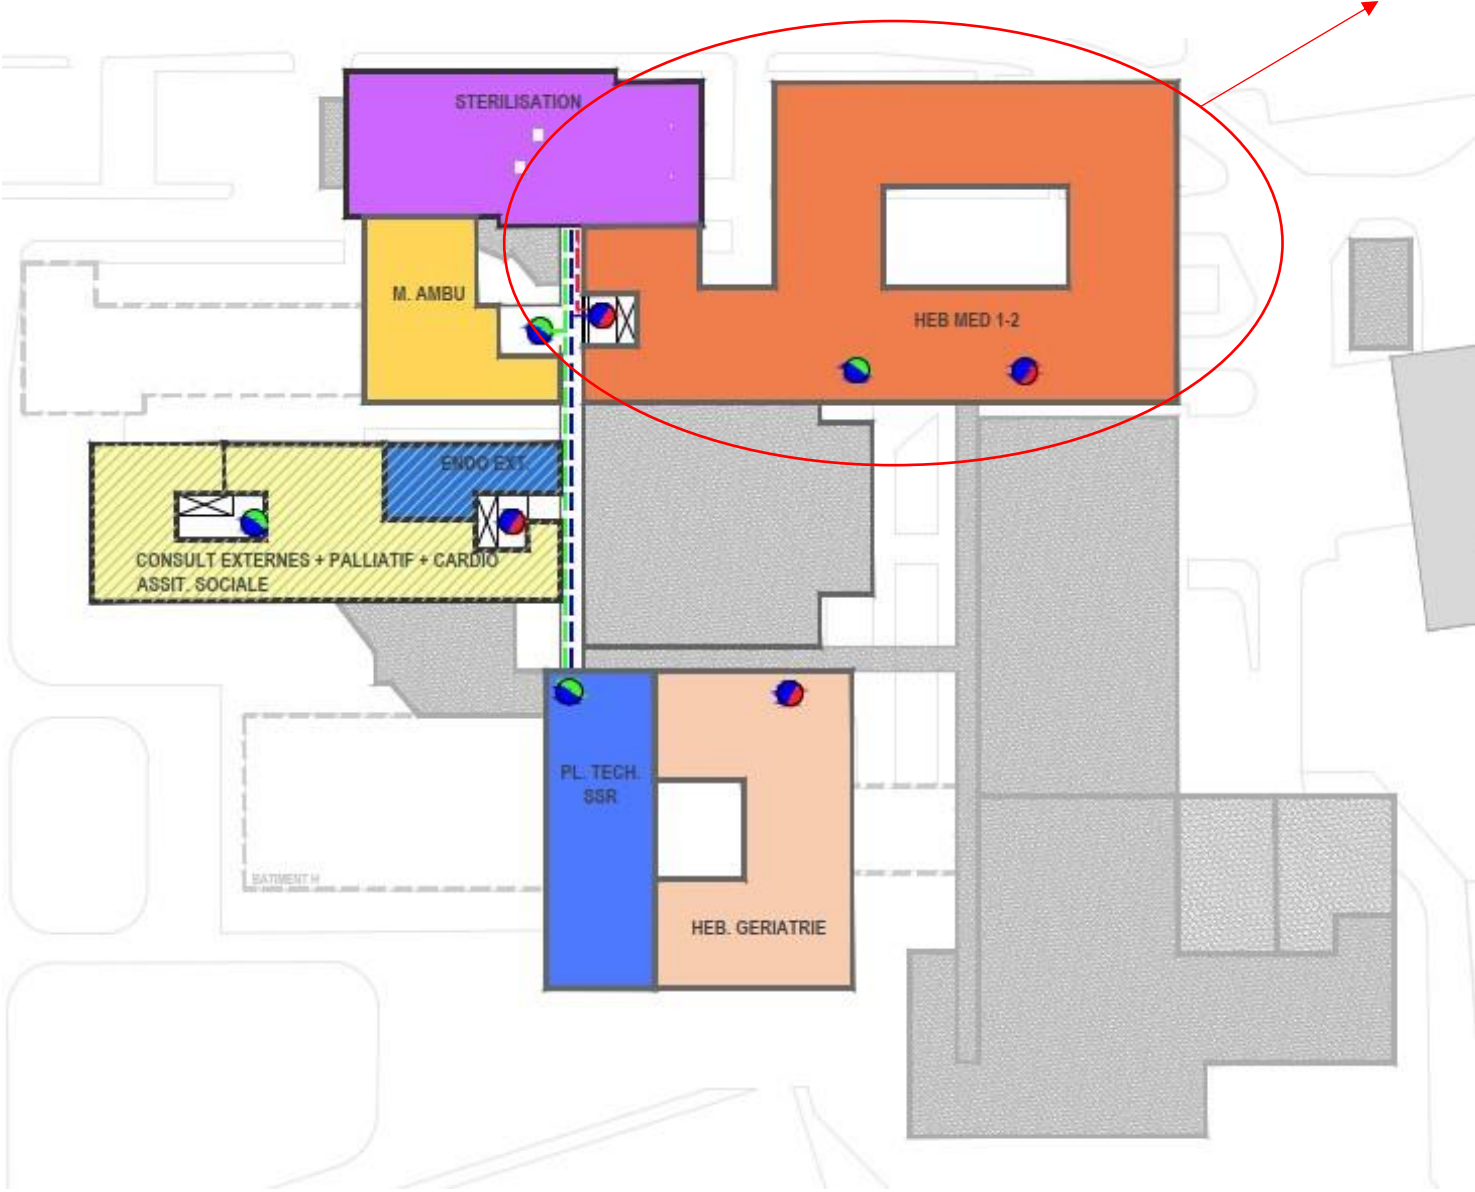 STERILISATION
M. AMBU
HEB MED 1-2
ENDO EXT.
CONSULT EXTERNES + PALLIATIF + CARDIO
ASSIT. SOCIALE
PL. TECH.
SSR
BATIMENT H
HEB. GERIATRIE